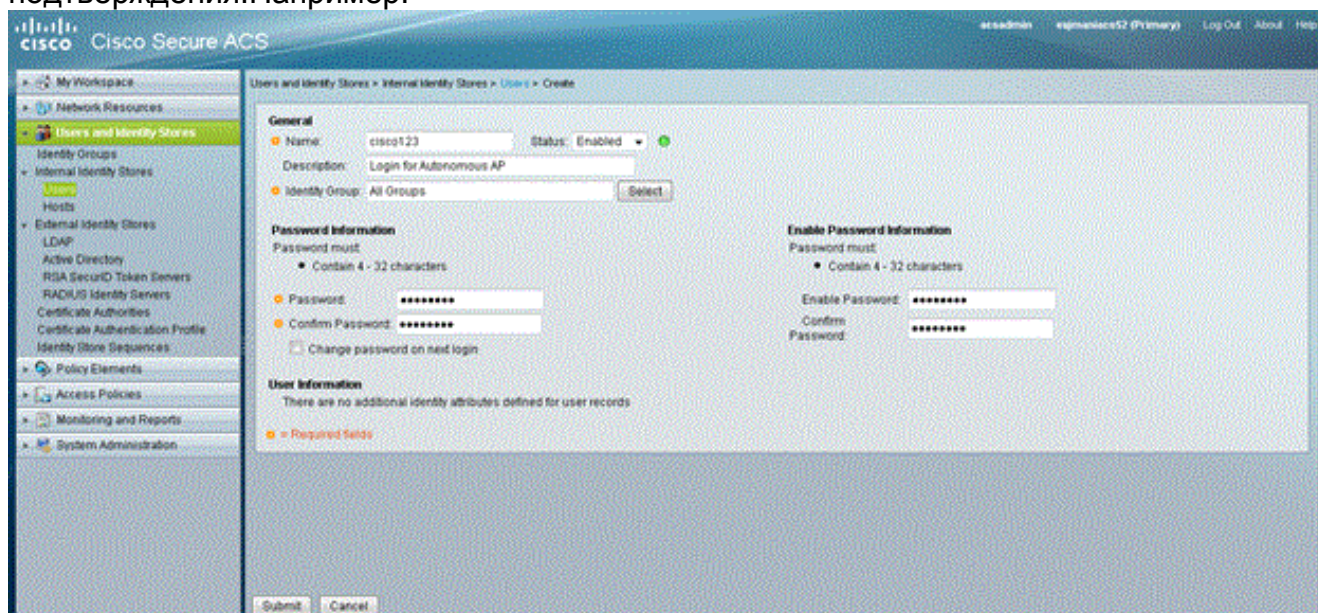 подтверждения.Например:
cisco Cisco Secure ACS
acsadmin (Primary) Log Out About Help
My Workspace
Network Resources
Users and Identity Stores
Identity Groups
Internal Identity Stores
Users
Hosts
External Identity Stores
LDAP
Active Directory
RSA SecurID Token Servers
RADIUS Identity Servers
Certificate Authorities
Certificate Authentication Profile
Identity Store Sequences
Policy Elements
Access Policies
Monitoring and Reports
System Administration
Users and Identity Stores > Internal Identity Stores > Users > Create
General
Name: cisco123 Status: Enabled
Description: Login for Autonomous AP
Identity Group: All Groups Select
Password Information
Password must:
• Contain 4 - 32 characters
Password: ••••••••
Confirm Password: ••••••••
Change password on next login
Enable Password Information
Password must:
• Contain 4 - 32 characters
Enable Password: ••••••••
Confirm
Password: ••••••••
User Information
There are no additional identity attributes defined for user records
= Required fields
Submit Cancel